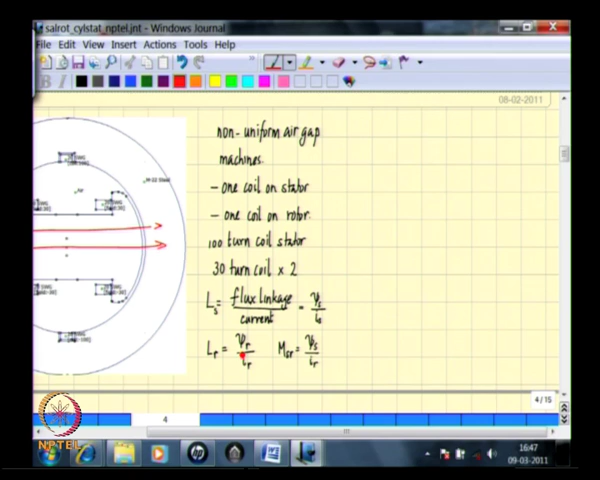 salrot_cylstat_nptel.jnt - Windows Journal
File Edit View Insert Actions Tools Help
B I
08-02-2011
non-uniform air gap
machines.
- one coil on stator
- one coil on rotor.
100 turn coil stator
30 turn coil × 2
Ls = flux linkage / current = ψs / is
Lr = ψr / ir Msr = ψs / ir
4/15
4
NPTEL
16:47
09-03-2011